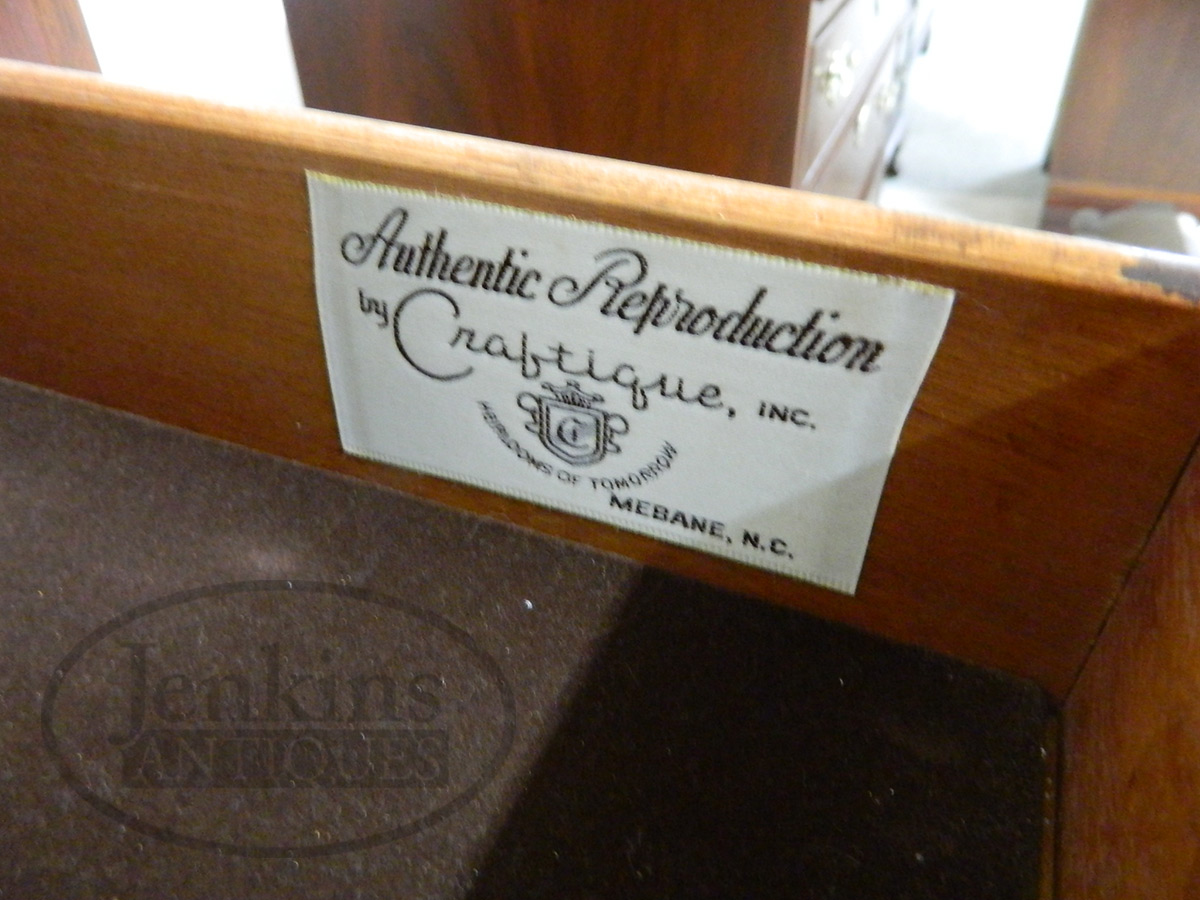 Authentic Reproduction
by Craftique, INC.
HEIRLOOMS OF TOMORROW
MEBANE, N.C.
Jenkins
ANTIQUES